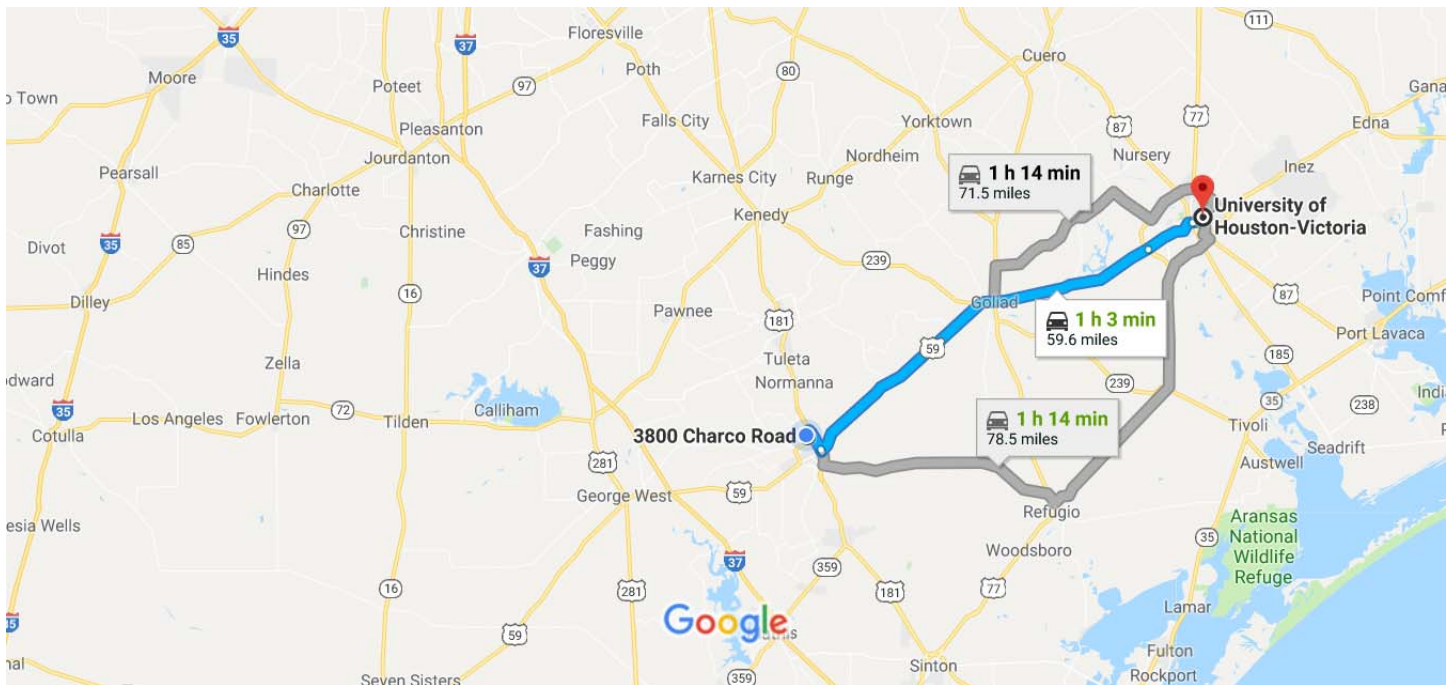 111
35
37
Floresville
Moore
o Town
Poteet
97
Poth
80
Cuero
77
Gana
Edna
Falls City
Yorktown
87
Pleasanton
Jourdanton
Nordheim
Nursery
Inez
Pearsall
Charlotte
Karnes City
Runge
1 h 14 min
71.5 miles
University of
Houston-Victoria
Kenedy
97
Christine
Fashing
Divot
35
85
37
Peggy
239
Hindes
16
87
Dilley
Goliad
Point Comf
Pawnee
181
1 h 3 min
59.6 miles
Port Lavaca
59
Tuleta
185
Zella
Normanna
239
odward
35
Los Angeles
Fowlerton
72
Tilden
Calliham
35
238
Indi
Cotulla
3800 Charco Road
1 h 14 min
78.5 miles
Tivoli
Seadrift
281
Austwell
George West
59
Refugio
esia Wells
Aransas
National
Wildlife
Refuge
35
Woodsboro
37
359
16
281
181
77
Lamar
Google
59
Fulton
Sinton
Rockport
359
Seven Sisters